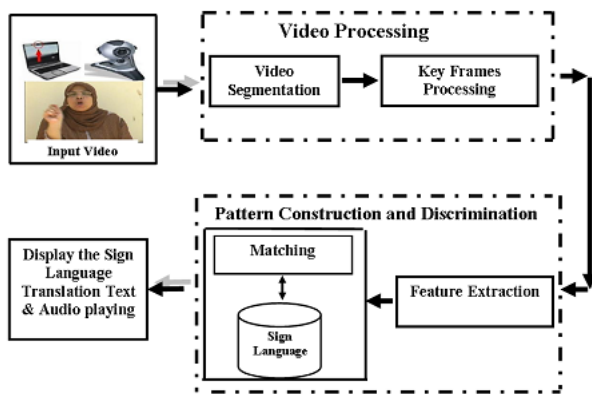 Video Processing
Video
Segmentation
Key Frames
Processing
Input Video
Pattern Construction and Discrimination
Display the Sign
Language
Translation Text
& Audio playing
Matching
Sign
Language
Feature Extraction